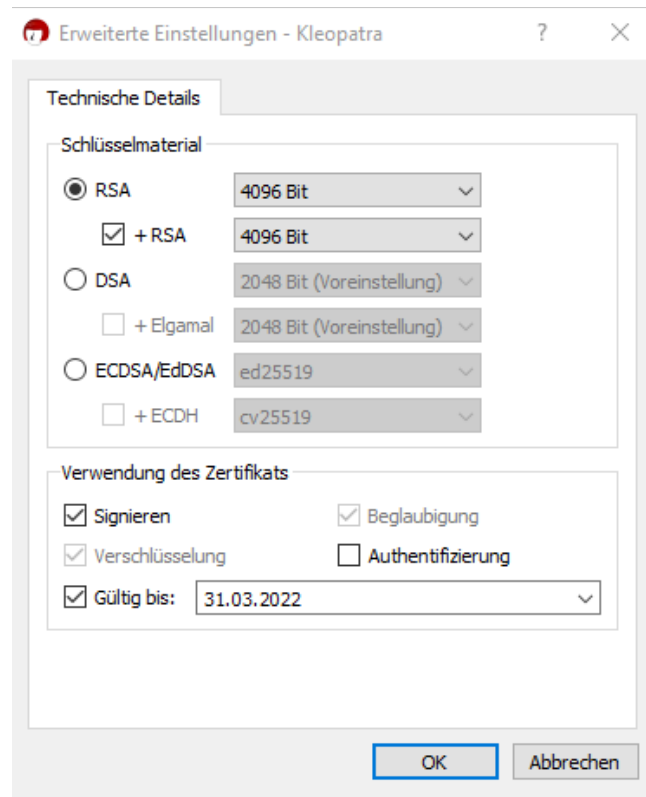 Erweiterte Einstellungen - Kleopatra ?
Technische Details
Schlüsselmaterial
RSA 4096 Bit
+ RSA 4096 Bit
DSA 2048 Bit (Voreinstellung)
+ Elgamal 2048 Bit (Voreinstellung)
ECDSA/EdDSA ed25519
+ ECDH cv25519
Verwendung des Zertifikats
Signieren Beglaubigung
Verschlüsselung Authentifizierung
Gültig bis: 31.03.2022
OK Abbrechen